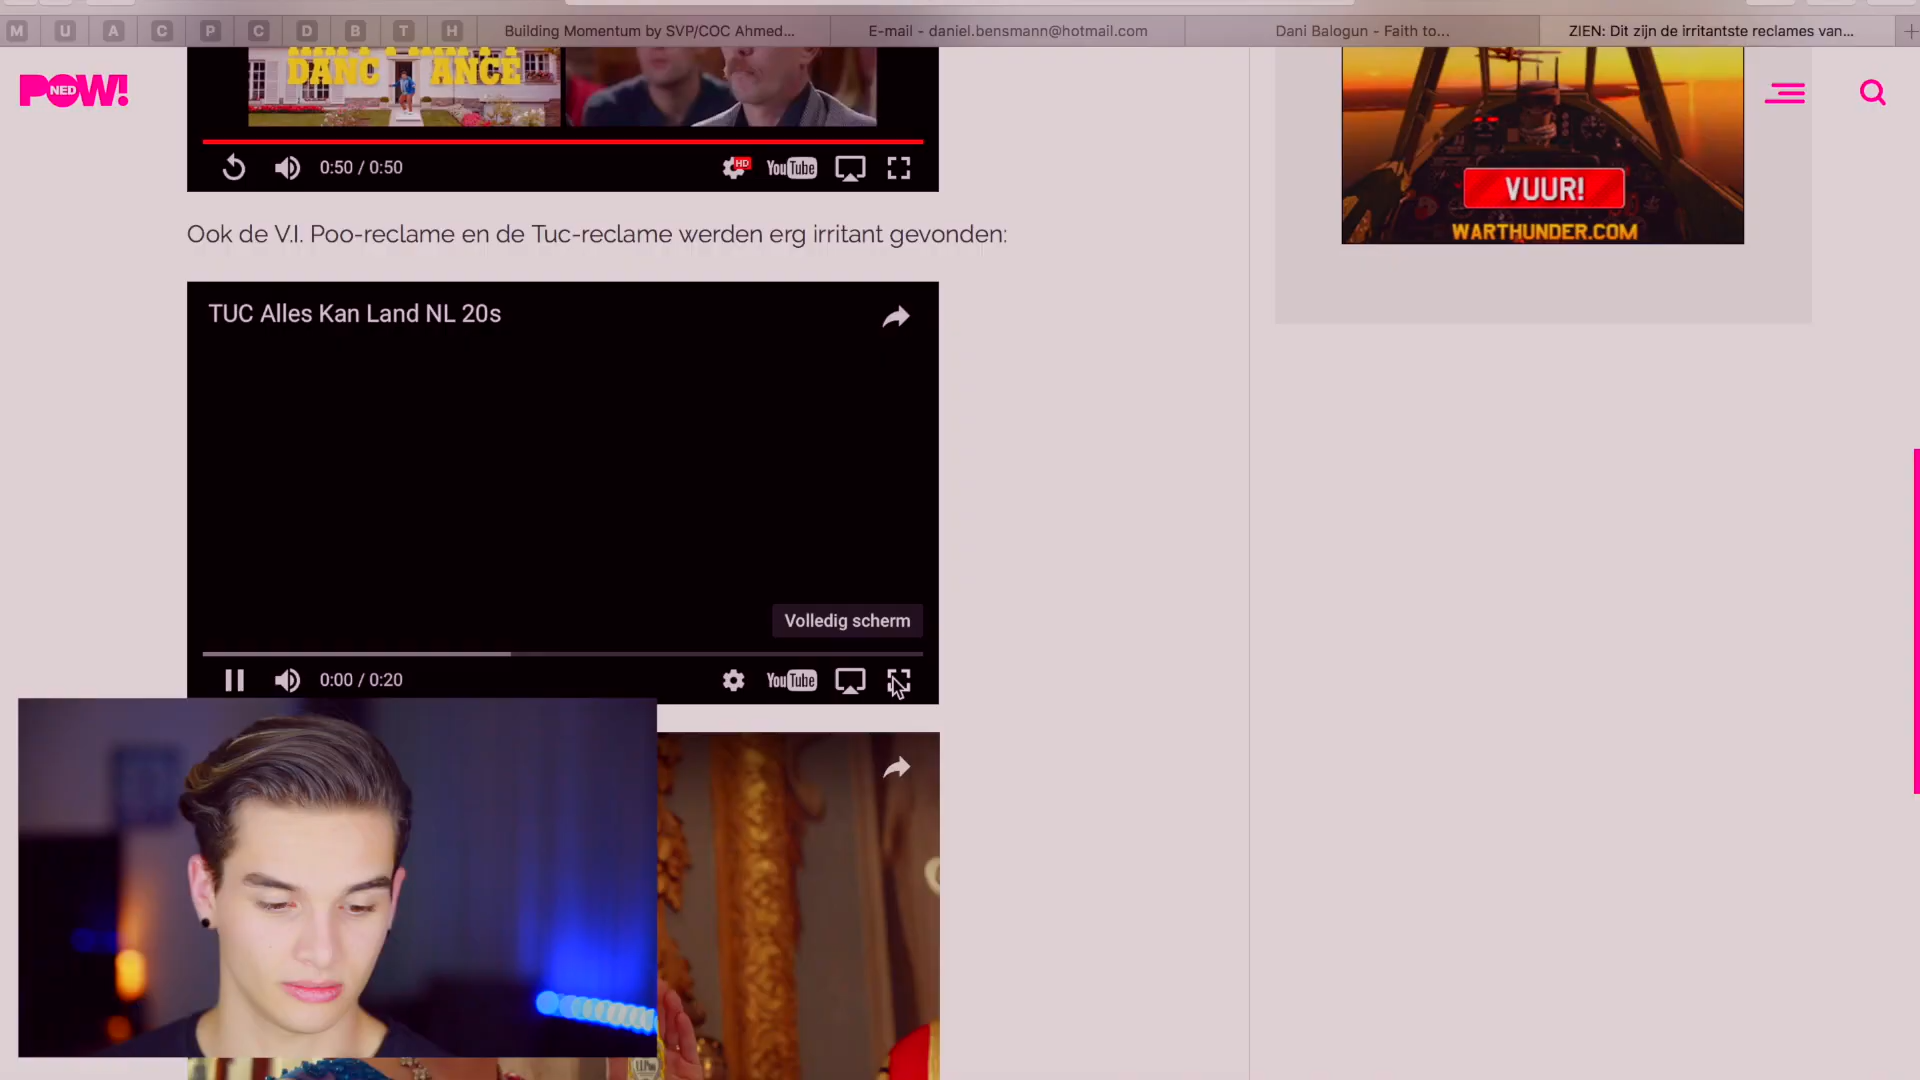 M U A C P C D B T H
Building Momentum by SVP/COC Ahmed...
E-mail - daniel.bensmann@hotmail.com
Dani Balogun - Faith to...
ZIEN: Dit zijn de irritantste reclames van...
POW!
NED
0:50 / 0:50
HD
YouTube
Ook de V.I. Poo-reclame en de Tuc-reclame werden erg irritant gevonden:
VUUR!
WARTHUNDER.COM
TUC Alles Kan Land NL 20s
Volledig scherm
0:00 / 0:20
YouTube